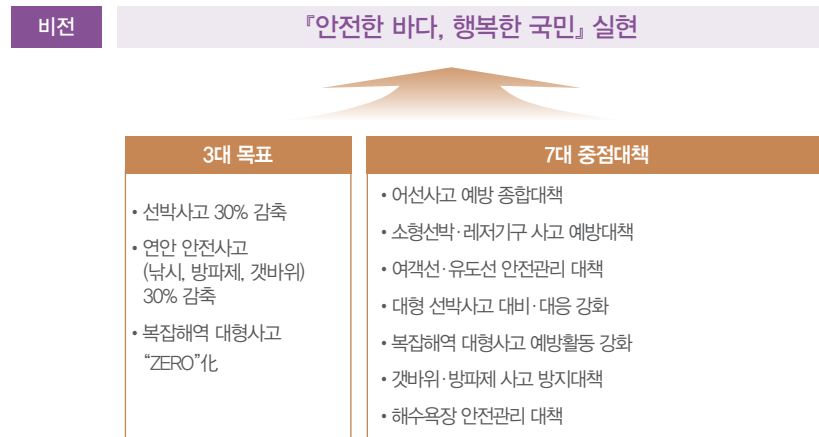 비전
『안전한 바다, 행복한 국민』 실현
3대 목표
• 선박사고 30% 감축
• 연안 안전사고
(낚시, 방파제, 갯바위)
30% 감축
• 복잡해역 대형사고
“ZERO”化
7대 중점대책
• 어선사고 예방 종합대책
• 소형선박·레저기구 사고 예방대책
• 여객선·유도선 안전관리 대책
• 대형 선박사고 대비·대응 강화
• 복잡해역 대형사고 예방활동 강화
• 갯바위·방파제 사고 방지대책
• 해수욕장 안전관리 대책